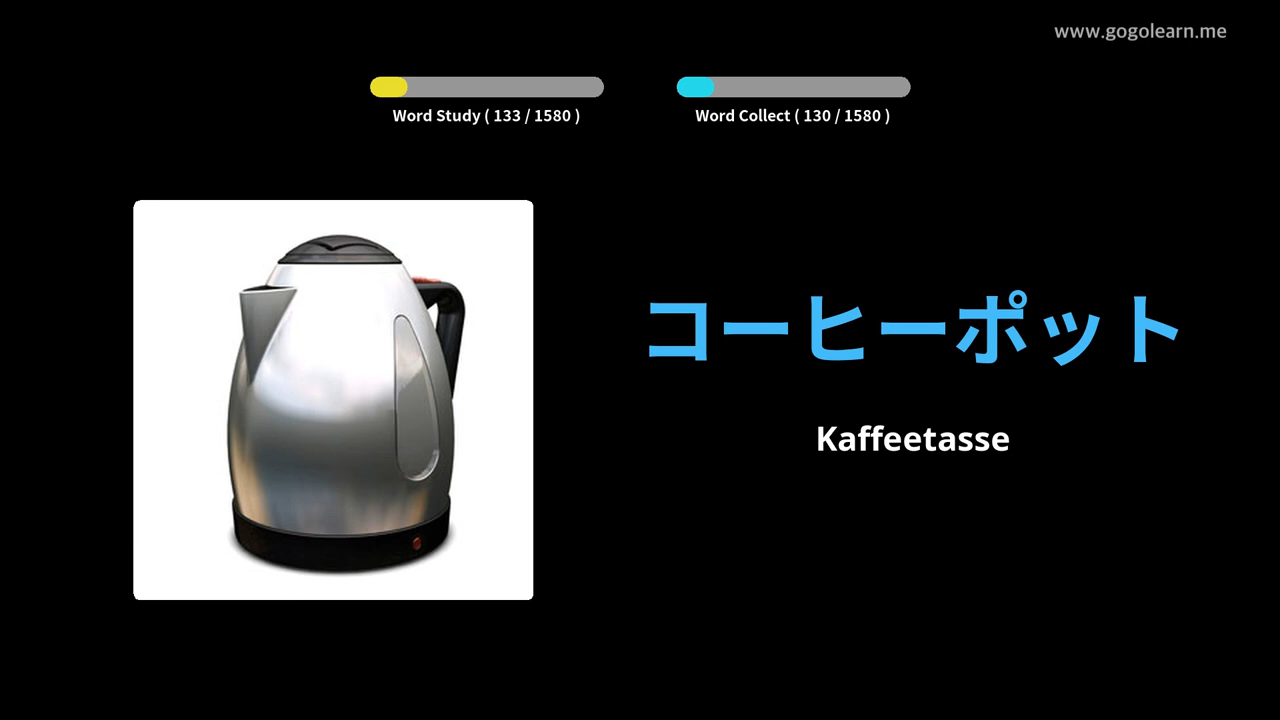 www.gogolearn.me
Word Study ( 133 / 1580 )
Word Collect ( 130 / 1580 )
コーヒーポット
Kaffeetasse